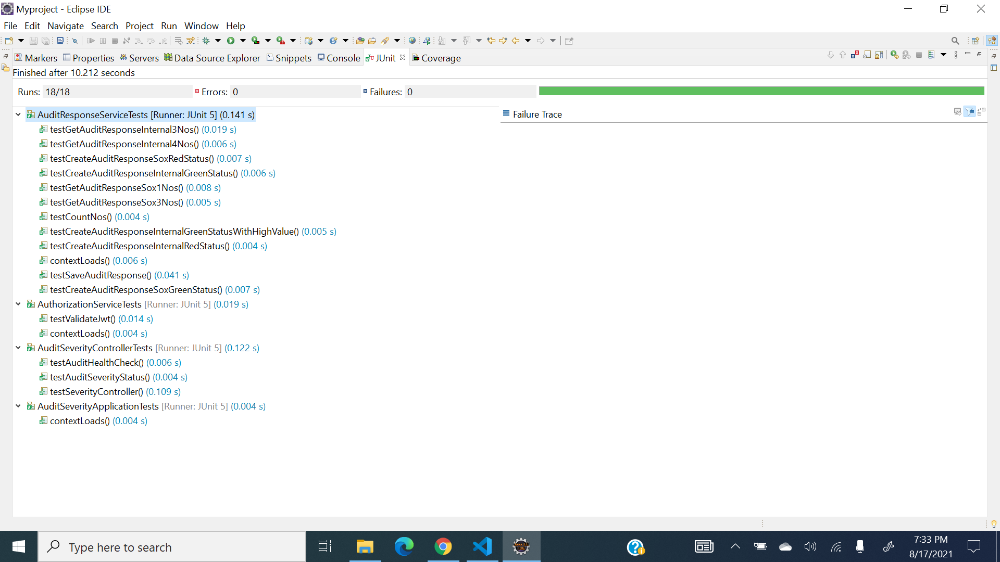 Myproject - Eclipse IDE
File Edit Navigate Search Project Run Window Help
Markers Properties Servers Data Source Explorer Snippets Console JUnit Coverage
Finished after 10.212 seconds
Runs: 18/18 Errors: 0 Failures: 0
AuditResponseServiceTests [Runner: JUnit 5] (0.141 s)
Failure Trace
testGetAuditResponseInternal3Nos() (0.019 s)
testGetAuditResponseInternal4Nos() (0.006 s)
testCreateAuditResponseSoxRedStatus() (0.007 s)
testCreateAuditResponseInternalGreenStatus() (0.006 s)
testGetAuditResponseSox1Nos() (0.008 s)
testGetAuditResponseSox3Nos() (0.005 s)
testCountNos() (0.004 s)
testCreateAuditResponseInternalGreenStatusWithHighValue() (0.005 s)
testCreateAuditResponseInternalRedStatus() (0.004 s)
contextLoads() (0.006 s)
testSaveAuditResponse() (0.041 s)
testCreateAuditResponseSoxGreenStatus() (0.007 s)
AuthorizationServiceTests [Runner: JUnit 5] (0.019 s)
testValidateJwt() (0.014 s)
contextLoads() (0.004 s)
AuditSeverityControllerTests [Runner: JUnit 5] (0.122 s)
testAuditHealthCheck() (0.006 s)
testAuditSeverityStatus() (0.004 s)
testSeverityController() (0.109 s)
AuditSeverityApplicationTests [Runner: JUnit 5] (0.004 s)
contextLoads() (0.004 s)
Type here to search
7:33 PM
8/17/2021